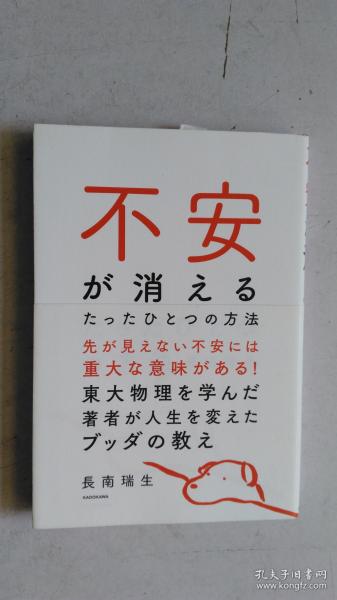 不安
が消える
たったひとつの方法
先が見えない不安には
重大な意味がある!
東大物理を学んだ
著者が人生を変えた
ブッダの教え
長南瑞生
KADOKAWA
孔夫子旧书网